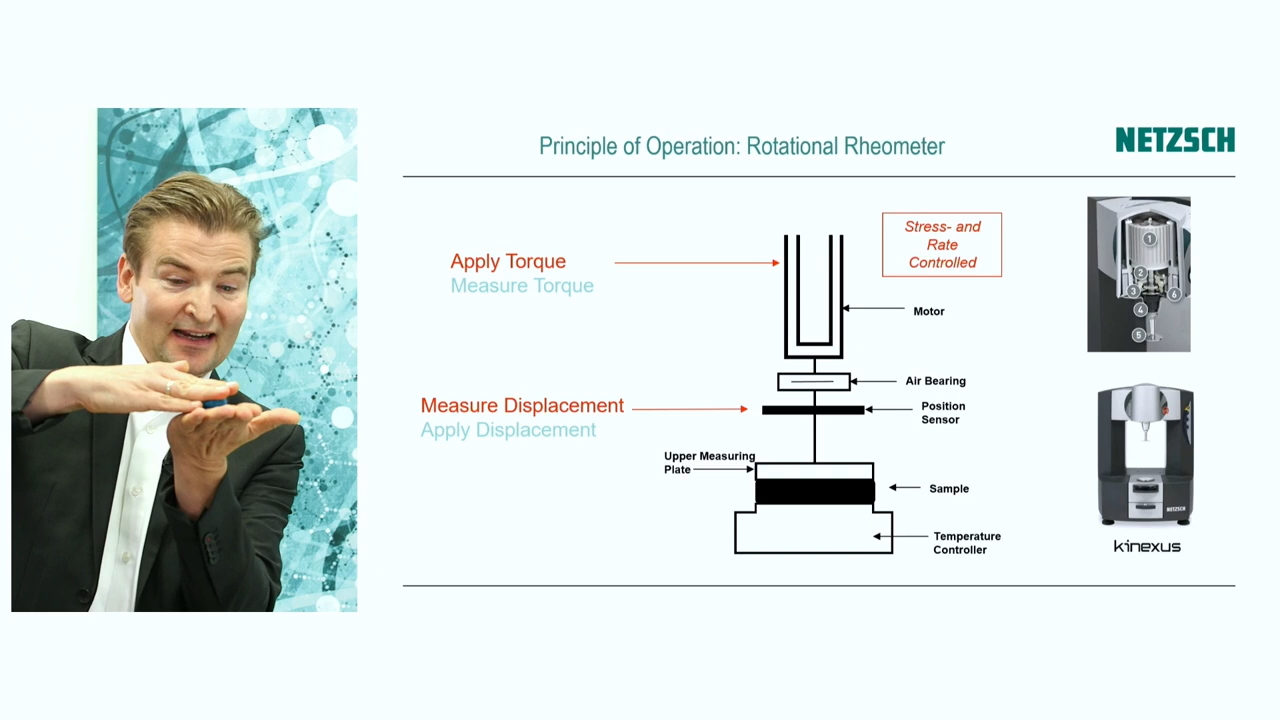 Principle of Operation: Rotational Rheometer
NETZSCH
Stress- and
Rate
Controlled
Apply Torque
Measure Torque
Motor
Air Bearing
Measure Displacement
Apply Displacement
Position
Sensor
Upper Measuring
Plate
Sample
Temperature
Controller
1
2
3
6
4
5
NETZSCH
kinexus